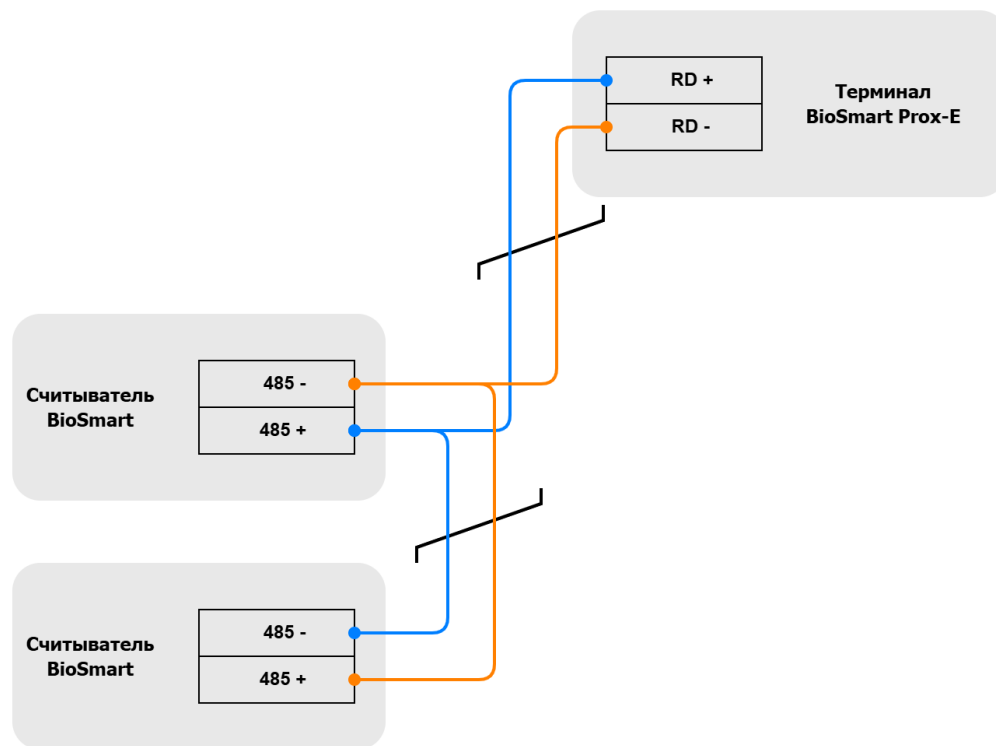 RD +
RD -
Терминал
BioSmart Prox-E
Считыватель
BioSmart
485 -
485 +
Считыватель
BioSmart
485 -
485 +